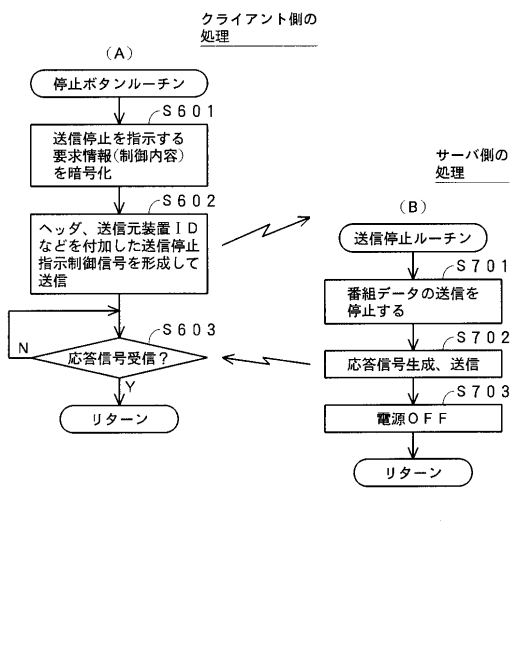 クライアント側の
処理
（Ａ）
停止ボタンルーチン
Ｓ６０１
送信停止を指示する
要求情報（制御内容）
を暗号化
Ｓ６０２
ヘッダ、送信元装置ＩＤ
などを付加した送信停止
指示制御信号を形成して
送信
Ｓ６０３
応答信号受信？
Ｎ
Ｙ
リターン
サーバ側の
処理
（Ｂ）
送信停止ルーチン
Ｓ７０１
番組データの送信を
停止する
Ｓ７０２
応答信号生成、送信
Ｓ７０３
電源ＯＦＦ
リターン